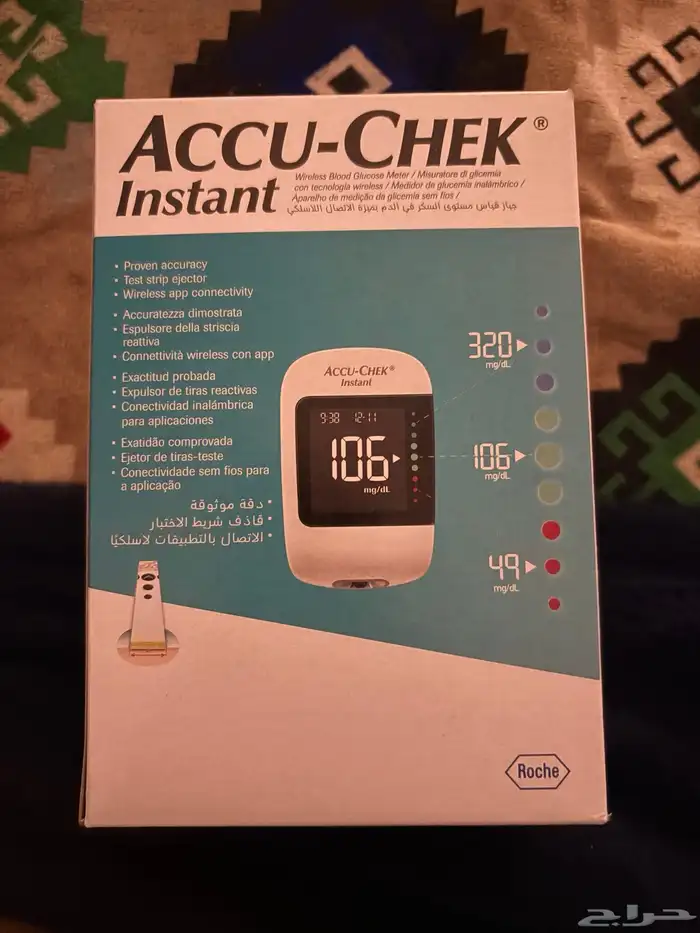 ACCU-CHEK®
Instant
Wireless Blood Glucose Meter / Misuratore di glicemia
con tecnologia wireless / Medidor de glucemia inalámbrico /
Aparelho de medição da glicemia sem fios /
جهاز قياس مستوى السكر في الدم بميزة الاتصال اللاسلكي
• Proven accuracy
• Test strip ejector
• Wireless app connectivity
• Accuratezza dimostrata
• Espulsore della striscia
reattiva
• Connettività wireless con app
• Exactitud probada
• Expulsor de tiras reactivas
• Conectividad inalámbrica
para aplicaciones
• Exatidão comprovada
• Ejetor de tiras-teste
• Conectividade sem fios para
a aplicação
• دقة موثوقة
• قاذف شريط الاختبار
• الاتصال بالتطبيقات لاسلكيًا
ACCU-CHEK®
Instant
9:38 12-11
106
mg/dL
320
mg/dL
106
mg/dL
49
mg/dL
Roche
حراج